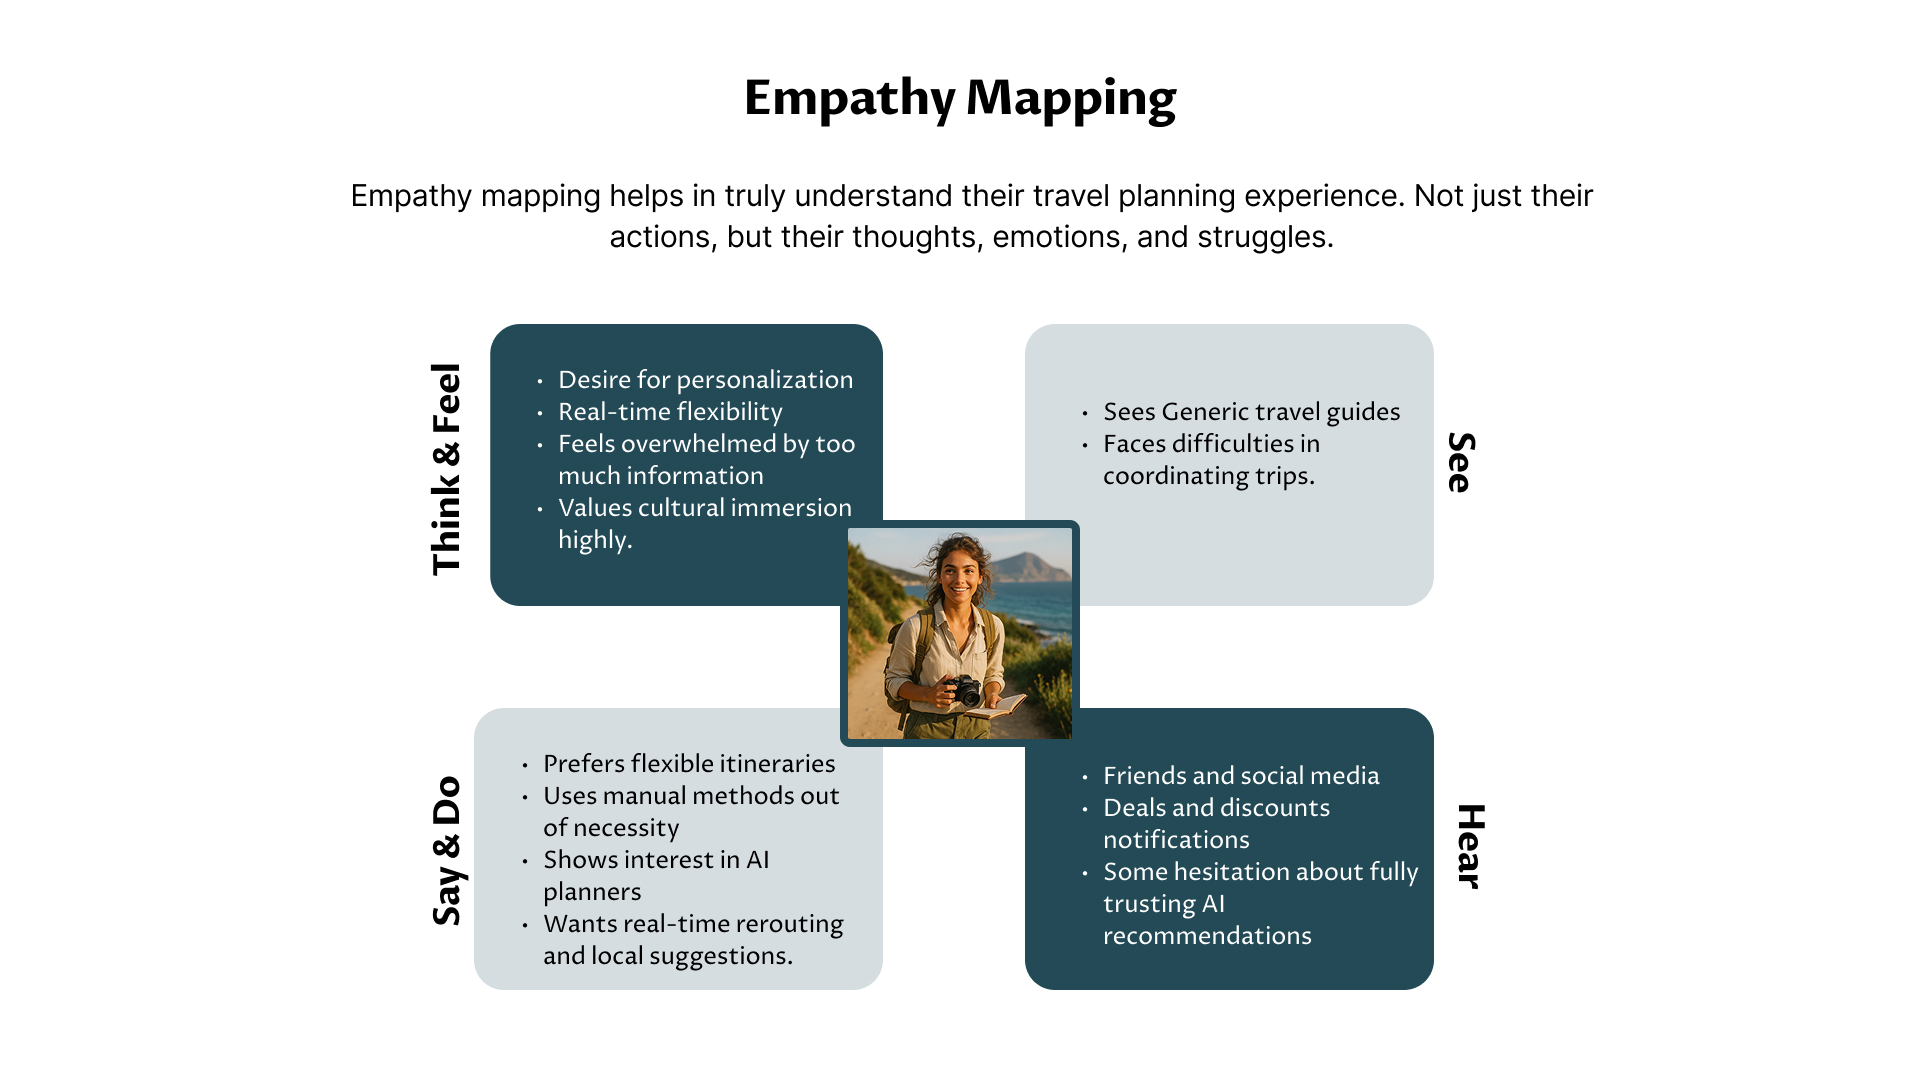 Empathy Mapping
Empathy mapping helps in truly understand their travel planning experience. Not just their
actions, but their thoughts, emotions, and struggles.
Think & Feel
• Desire for personalization
• Real-time flexibility
• Feels overwhelmed by too
much information
• Values cultural immersion
highly.
• Sees Generic travel guides
• Faces difficulties in
coordinating trips.
See
Say & Do
• Prefers flexible itineraries
• Uses manual methods out
of necessity
• Shows interest in AI
planners
• Wants real-time rerouting
and local suggestions.
• Friends and social media
• Deals and discounts
notifications
• Some hesitation about fully
trusting AI
recommendations
Hear